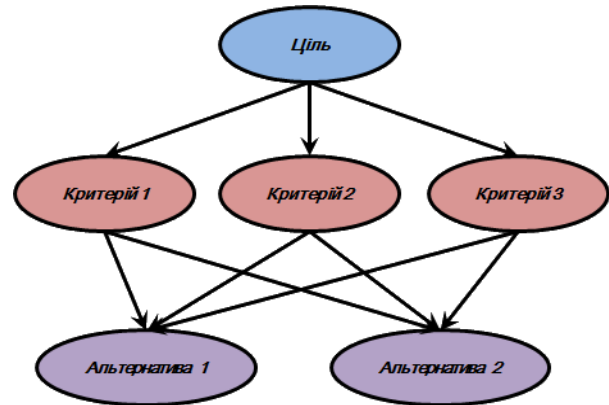 Ціль
Критерій 1
Критерій 2
Критерій 3
Альтернатива 1
Альтернатива 2